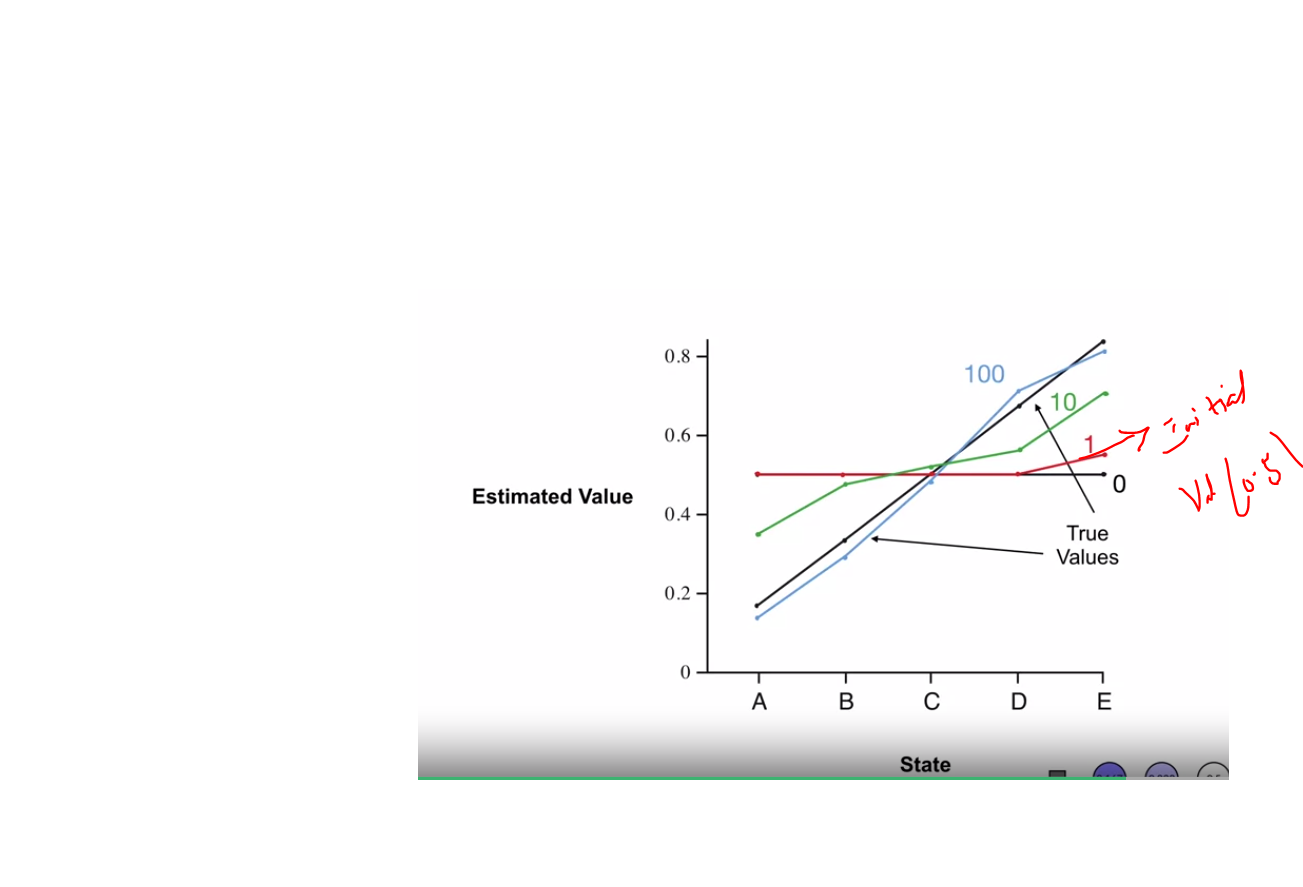 0.8
100
10
0.6
1
Initial
Val (0.5)
Estimated Value
0
0.4
True
Values
0.2
0
A B C D E
State